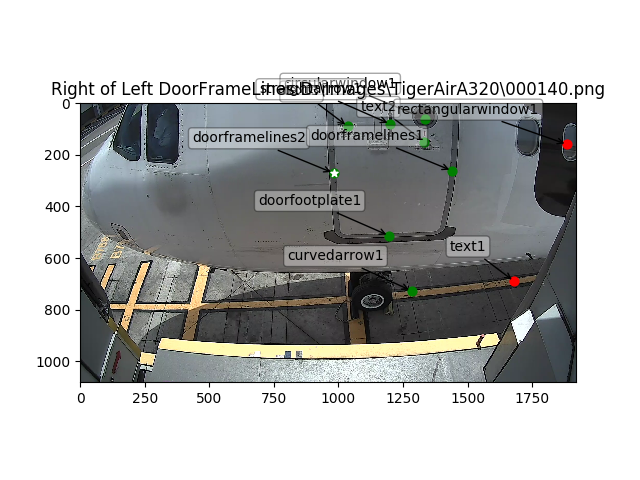 circularwindow1
Right of Left DoorFrameLines D:\Images\TigerAirA320\000140.png
text2
rectangularwindow1
doorframelines2
doorframelines1
doorfootplate1
curvedarrow1
text1
0
200
400
600
800
1000
0
250
500
750
1000
1250
1500
1750